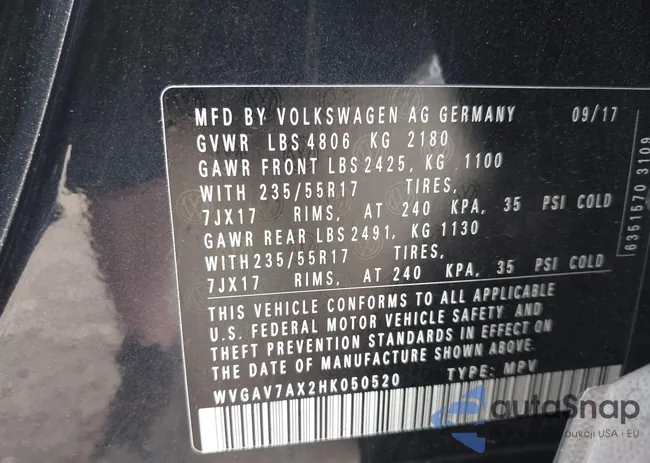 MFD BY VOLKSWAGEN AG GERMANY 09/17
GVWR LBS 4806 KG 2180
GAWR FRONT LBS 2425, KG 1100
WITH 235/55R17 TIRES,
7JX17 RIMS, AT 240 KPA, 35 PSI COLD
GAWR REAR LBS 2491, KG 1130
WITH 235/55R17 TIRES,
7JX17 RIMS, AT 240 KPA, 35 PSI COLD
THIS VEHICLE CONFORMS TO ALL APPLICABLE
U.S. FEDERAL MOTOR VEHICLE SAFETY AND
THEFT PREVENTION STANDARDS IN EFFECT ON
THE DATE OF MANUFACTURE SHOWN ABOVE.
WVGAV7AX2HK050520 TYPE: MPV
6351570 3109
autoSnap
aukcji USA i EU